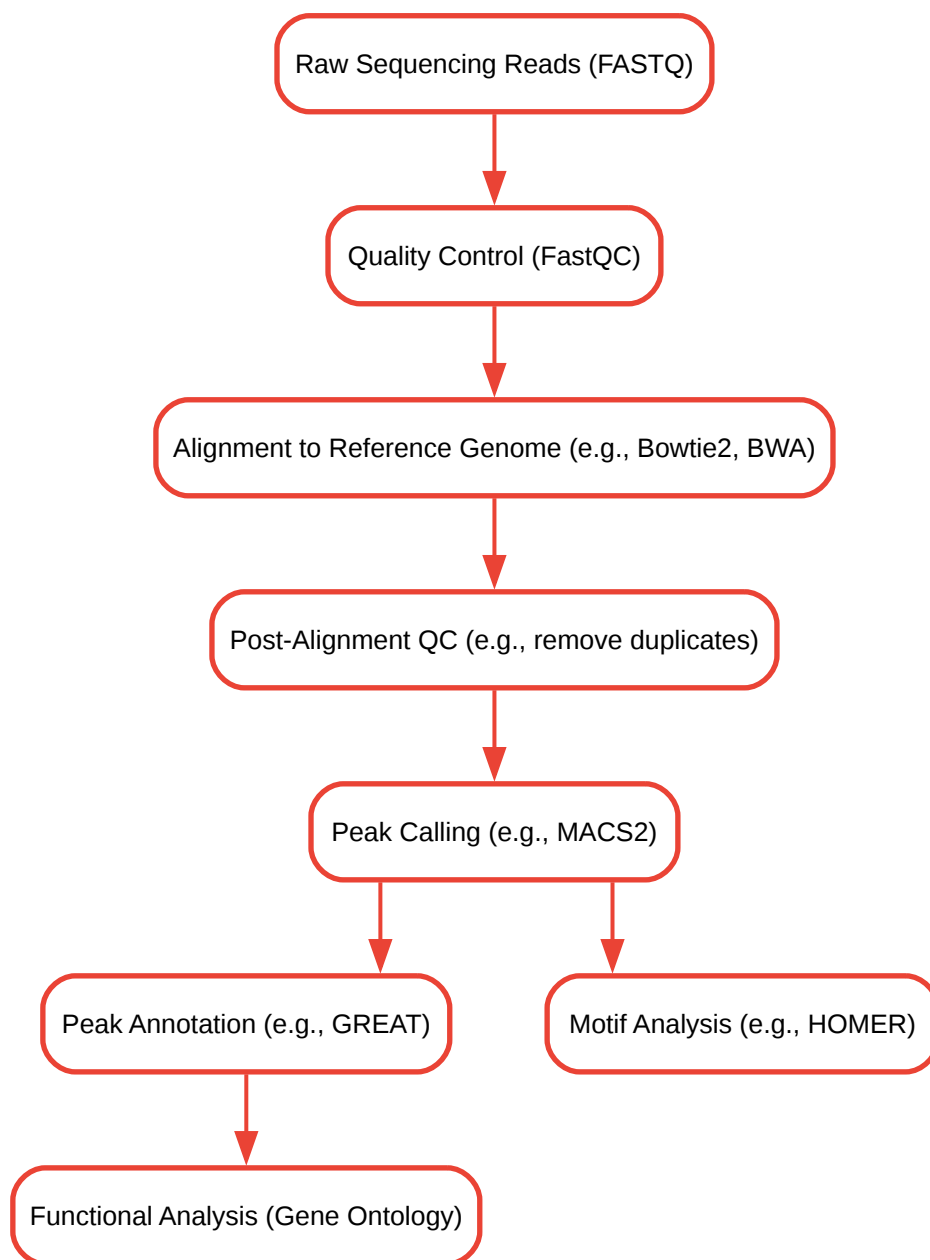 Raw Sequencing Reads (FASTQ)
Quality Control (FastQC)
Alignment to Reference Genome (e.g., Bowtie2, BWA)
Post-Alignment QC (e.g., remove duplicates)
Peak Calling (e.g., MACS2)
Peak Annotation (e.g., GREAT)
Motif Analysis (e.g., HOMER)
Functional Analysis (Gene Ontology)